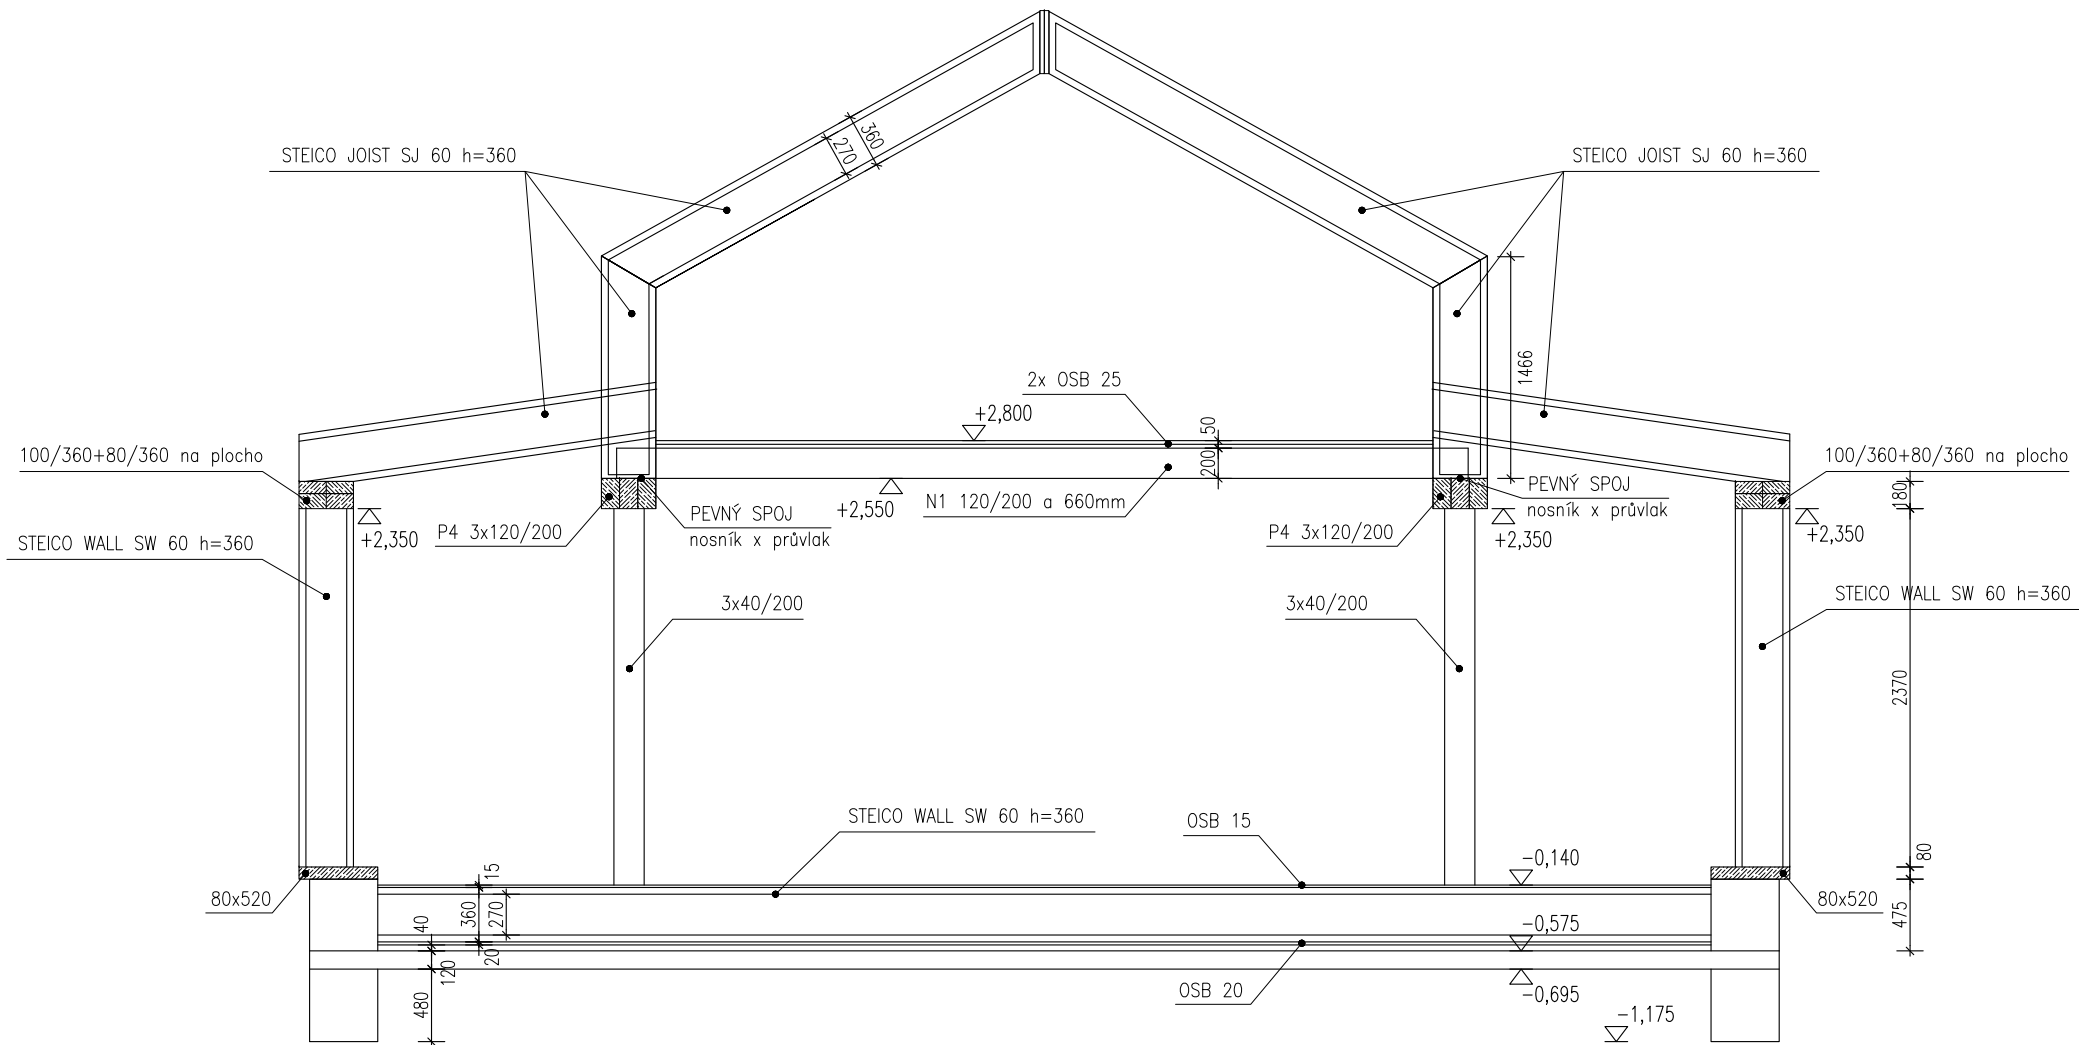 360
270
STEICO JOIST SJ 60 h=360
STEICO JOIST SJ 60 h=360
1466
2x OSB 25
+2,800
50
200
100/360+80/360 na plocho
100/360+80/360 na plocho
N1 120/200 a 660mm
+2,550
PEVNÝ SPOJ
nosník x průvlak
PEVNÝ SPOJ
nosník x průvlak
180
P4 3x120/200
P4 3x120/200
+2,350
+2,350
+2,350
STEICO WALL SW 60 h=360
STEICO WALL SW 60 h=360
3x40/200
3x40/200
2370
STEICO WALL SW 60 h=360
OSB 15
-0,140
80
15
80x520
80x520
360
270
40
475
-0,575
20
120
OSB 20
-0,695
480
-1,175